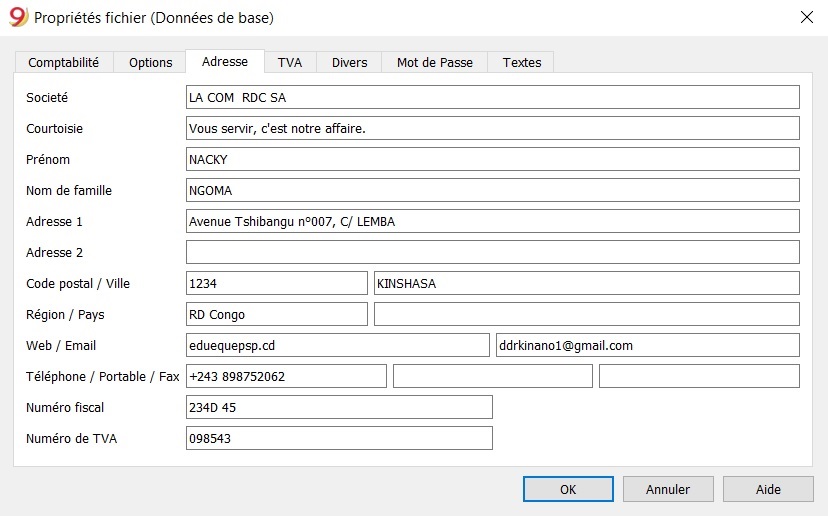 Propriétés fichier (Données de base)
Comptabilité Options Adresse TVA Divers Mot de Passe Textes
Societé LA COM  RDC SA
Courtoisie Vous servir, c'est notre affaire.
Prénom NACKY
Nom de famille NGOMA
Adresse 1 Avenue Tshibangu n°007, C/ LEMBA
Adresse 2
Code postal / Ville 1234 KINSHASA
Région / Pays RD Congo
Web / Email eduequepsp.cd ddrkinano1@gmail.com
Téléphone / Portable / Fax +243 898752062
Numéro fiscal 234D 45
Numéro de TVA 098543
OK Annuler Aide